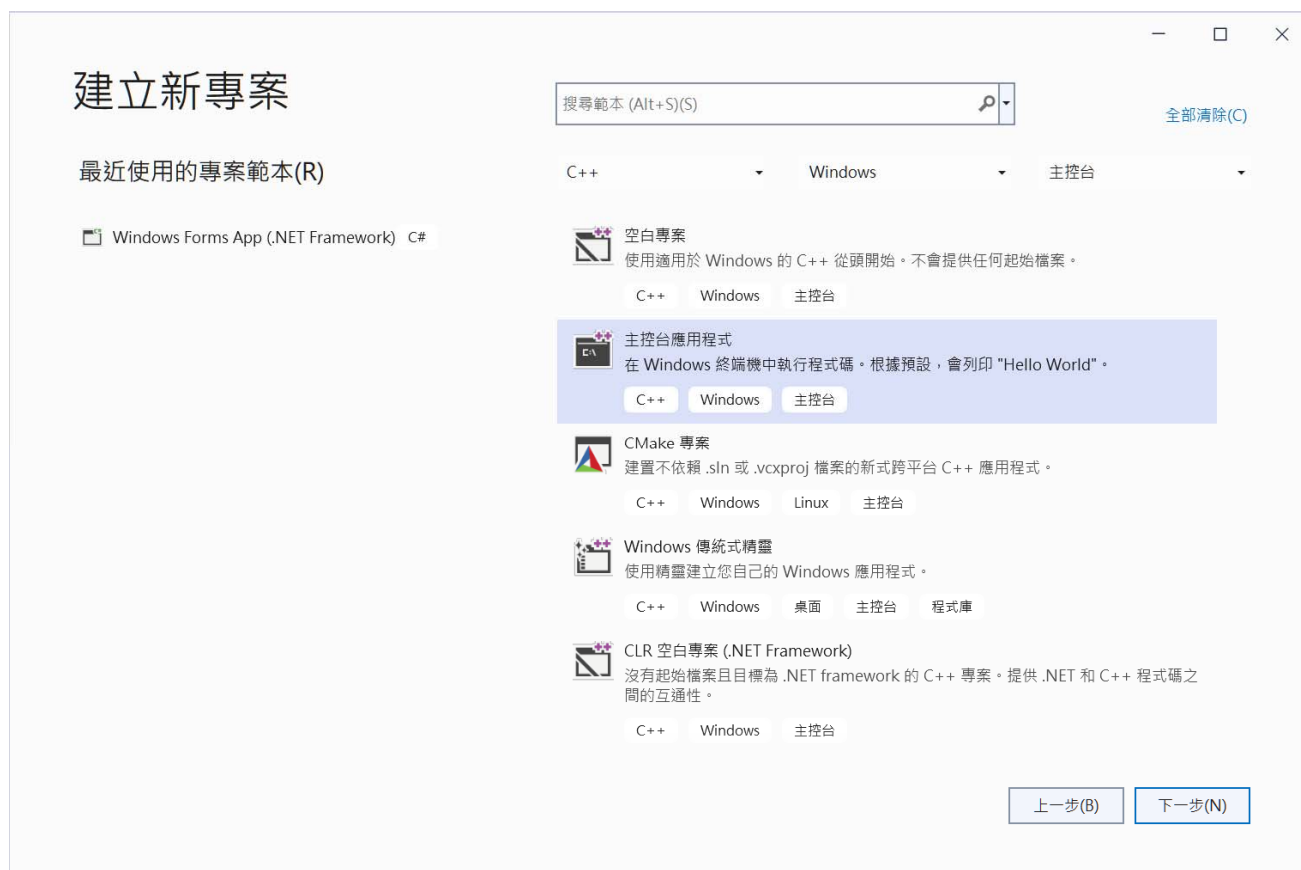 建立新專案
搜尋範本 (Alt+S)(S)
全部清除(C)
最近使用的專案範本(R)
C++
Windows
主控台
Windows Forms App (.NET Framework) C#
空白專案
使用適用於 Windows 的 C++ 從頭開始。不會提供任何起始檔案。
C++ Windows 主控台
主控台應用程式
在 Windows 終端機中執行程式碼。根據預設，會列印 "Hello World"。
C++ Windows 主控台
CMake 專案
建置不依賴 .sln 或 .vcxproj 檔案的新式跨平台 C++ 應用程式。
C++ Windows Linux 主控台
Windows 傳統式精靈
使用精靈建立您自己的 Windows 應用程式。
C++ Windows 桌面 主控台 程式庫
CLR 空白專案 (.NET Framework)
沒有起始檔案且目標為 .NET framework 的 C++ 專案。提供 .NET 和 C++ 程式碼之
間的互通性。
C++ Windows 主控台
上一步(B)
下一步(N)